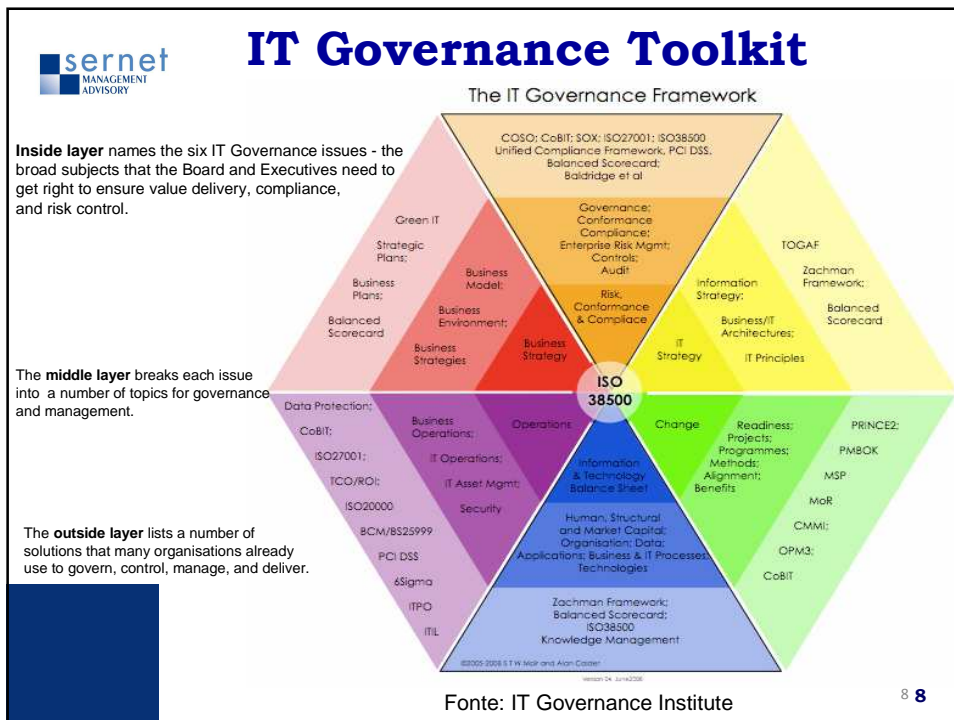 sernet
MANAGEMENT
ADVISORY
IT Governance Toolkit
The IT Governance Framework
Inside layer names the six IT Governance issues - the
broad subjects that the Board and Executives need to
get right to ensure value delivery, compliance,
and risk control.
The middle layer breaks each issue
into a number of topics for governance
and management.
The outside layer lists a number of
solutions that many organisations already
use to govern, control, manage, and deliver.
COSO; CoBIT; SOX; ISO27001; ISO38500
Unified Compliance Framework, PCI DSS,
Balanced Scorecard;
Baldridge et al
Governance;
Conformance
Compliance;
Enterprise Risk Mgmt;
Controls;
Audit
Risk,
Conformance
& Compliace
Green IT
Strategic
Plans;
Business
Plans;
Balanced
Scorecard
Business
Model;
Business
Environment;
Business
Strategies
Business
Strategy
IT
Strategy
Information
Strategy;
Business/IT
Architectures;
IT Principles
TOGAF
Zachman
Framework;
Balanced
Scorecard
ISO
38500
Data Protection;
CoBIT;
ISO27001;
TCO/ROI;
ISO20000
BCM/BS25999
PCI DSS
6Sigma
ITPO
ITIL
Business
Operations;
IT Operations;
IT Asset Mgmt;
Security
Operations
Information
& Technology
Balance Sheet
Human, Structural
and Market Capital;
Organisation; Data;
Applications; Business & IT Processes;
Technologies
Zachman Framework;
Balanced Scorecard;
ISO38500
Knowledge Management
Change
Readiness;
Projects;
Programmes;
Methods;
Alignment;
Benefits
PRINCE2;
PMBOK
MSP
MoR
CMMi;
OPM3;
CoBIT
©2005-2008 S T W Moir and Alan Calder
Version 04 June2008
Fonte: IT Governance Institute
8 8